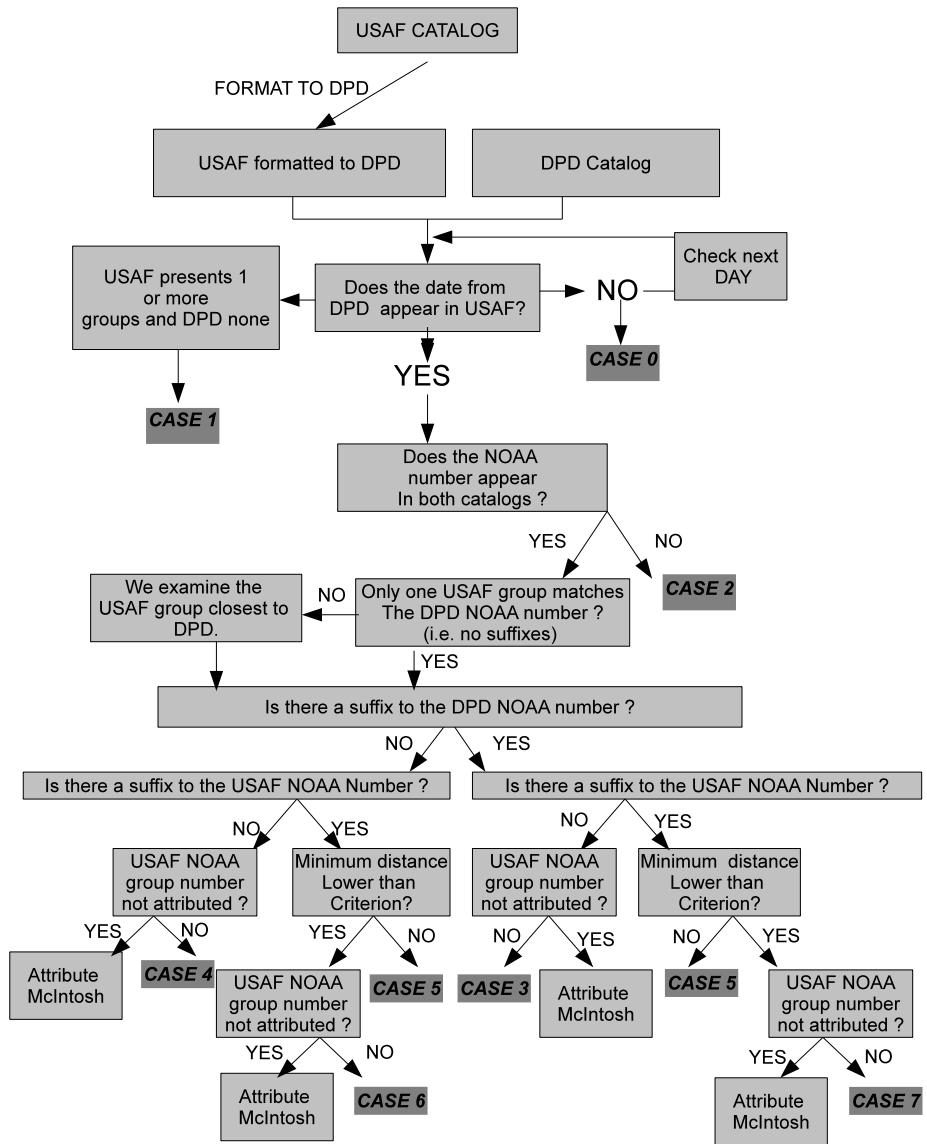 USAF CATALOG
FORMAT TO DPD
USAF formatted to DPD
DPD Catalog
Check next
DAY
USAF presents 1
or more
groups and DPD none
Does the date from
DPD appear in USAF?
NO
CASE 0
YES
CASE 1
Does the NOAA
number appear
In both catalogs ?
YES
NO
CASE 2
We examine the
USAF group closest to
DPD.
NO
Only one USAF group matches
The DPD NOAA number ?
(i.e. no suffixes)
YES
Is there a suffix to the DPD NOAA number ?
NO
YES
Is there a suffix to the USAF NOAA Number ?
Is there a suffix to the USAF NOAA Number ?
NO
YES
NO
YES
USAF NOAA
group number
not attributed ?
Minimum distance
Lower than
Criterion?
USAF NOAA
group number
not attributed ?
Minimum distance
Lower than
Criterion?
YES
NO
YES
NO
NO
YES
NO
YES
Attribute
McIntosh
CASE 4
USAF NOAA
group number
not attributed ?
CASE 5
CASE 3
Attribute
McIntosh
CASE 5
USAF NOAA
group number
not attributed ?
YES
NO
YES
NO
Attribute
McIntosh
CASE 6
Attribute
McIntosh
CASE 7